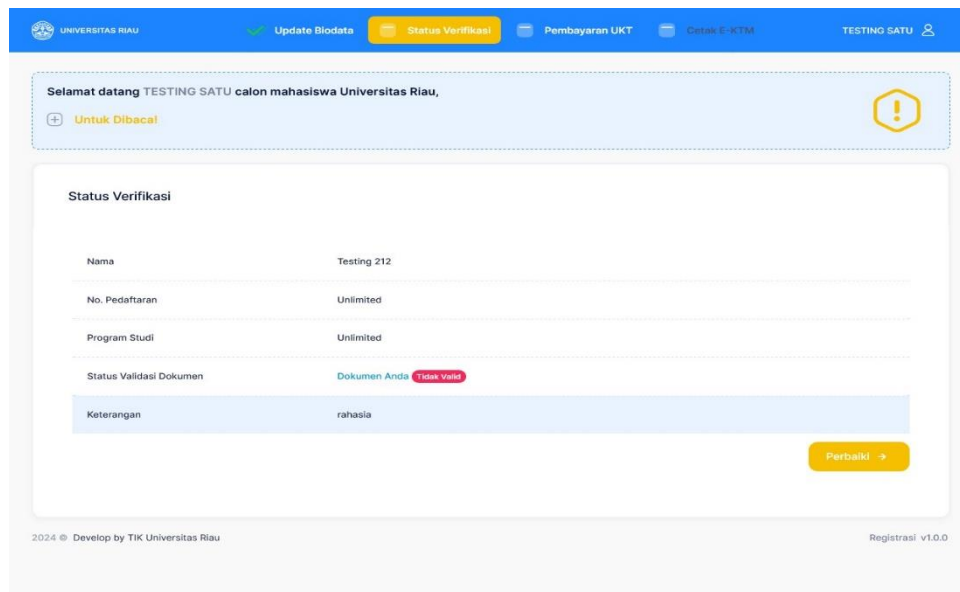 UNIVERSITAS RIAU Update Biodata Status Verifikasi Pembayaran UKT Cetak E-KTM TESTING SATU
Selamat datang TESTING SATU calon mahasiswa Universitas Riau,
Untuk Dibaca!
Status Verifikasi
Nama Testing 212
No. Pedaftaran Unlimited
Program Studi Unlimited
Status Validasi Dokumen Dokumen Anda Tidak Valid
Keterangan rahasia
Perbaiki →
2024 © Develop by TIK Universitas Riau Registrasi v1.0.0